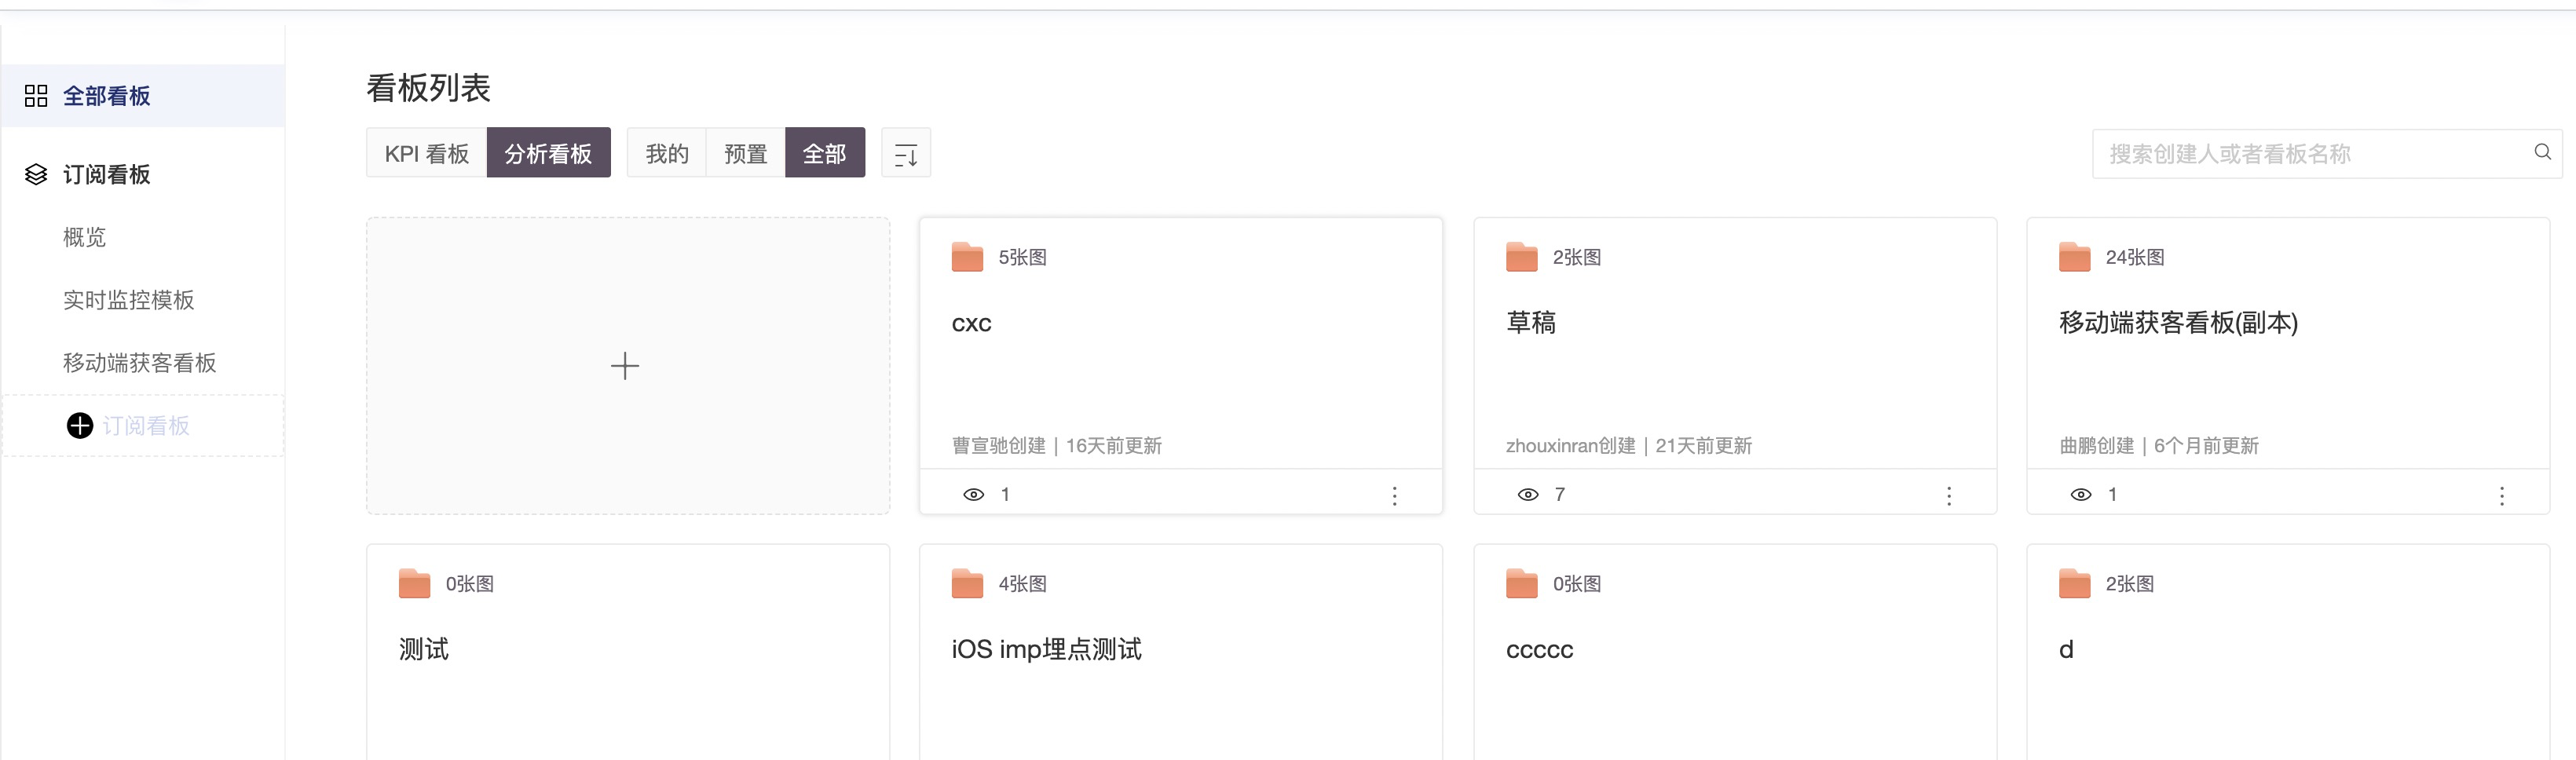 全部看板
订阅看板
概览
实时监控模板
移动端获客看板
订阅看板
看板列表
KPI 看板 分析看板 我的 预置 全部
搜索创建人或者看板名称
5张图
cxc
曹宣驰创建 | 16天前更新
1
2张图
草稿
zhouxinran创建 | 21天前更新
7
24张图
移动端获客看板(副本)
曲鹏创建 | 6个月前更新
1
0张图
测试
4张图
iOS imp埋点测试
0张图
ccccc
2张图
d